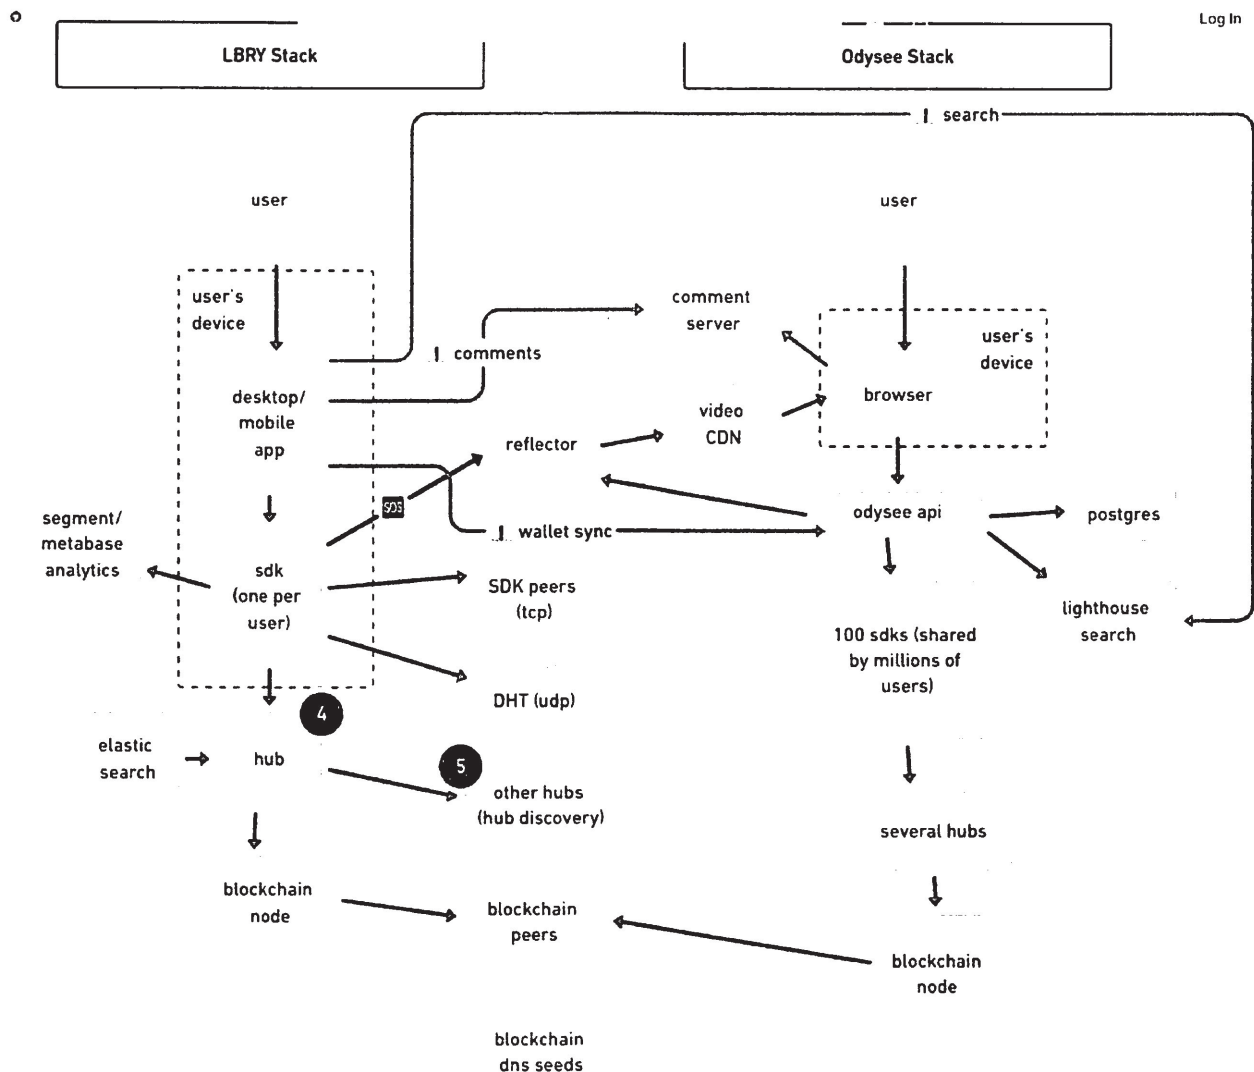 Log In
LBRY Stack
Odysee Stack
! search
user
user
user's
device
comment
server
user's
device
! comments
desktop/
mobile
app
browser
video
CDN
reflector
SDS
segment/
metabase
analytics
! wallet sync
odysee api
postgres
sdk
(one per
user)
SDK peers
(tcp)
lighthouse
search
100 sdks (shared
by millions of
users)
DHT (udp)
4
elastic
search
hub
5
other hubs
(hub discovery)
several hubs
blockchain
node
blockchain
peers
blockchain
node
blockchain
dns seeds